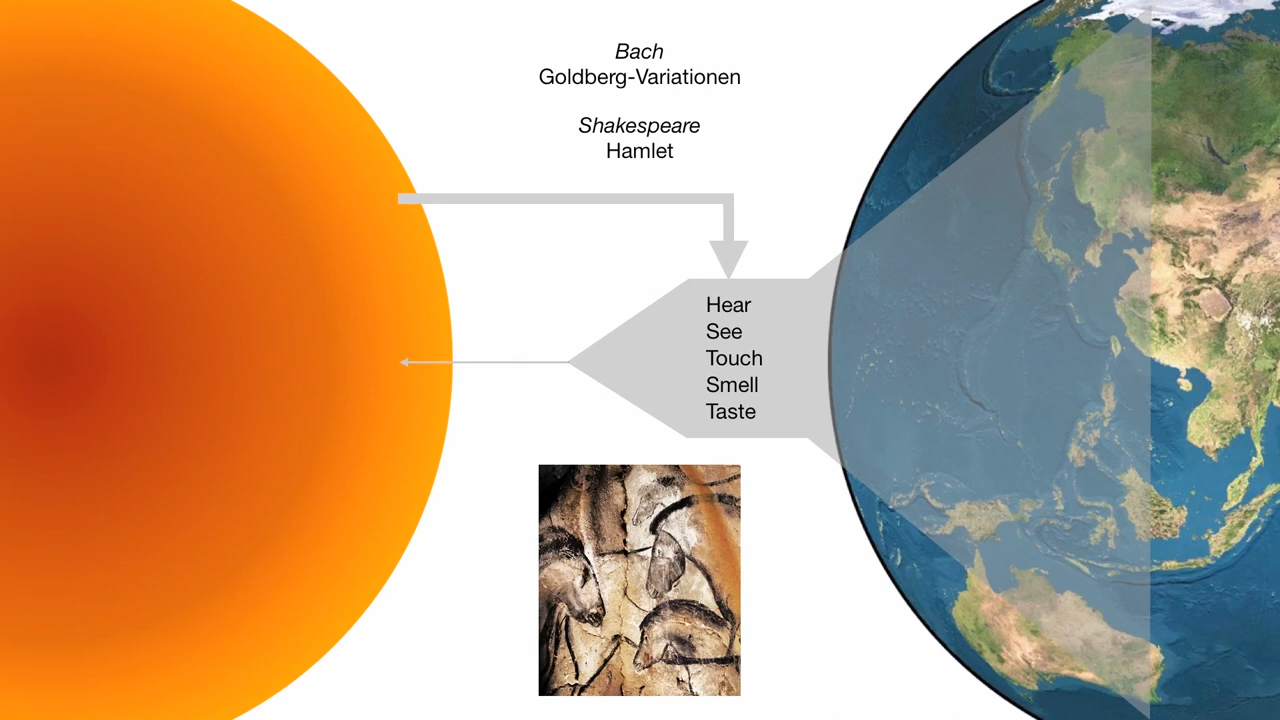 Bach
Goldberg-Variationen
Shakespeare
Hamlet
Hear
See
Touch
Smell
Taste